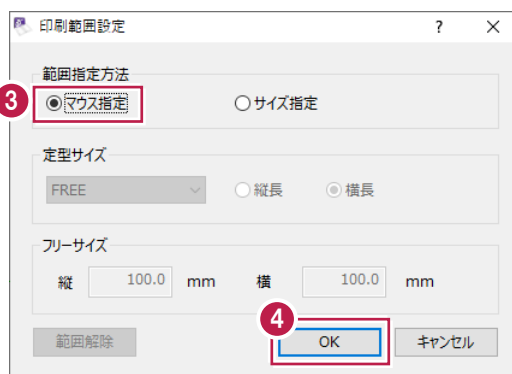 印刷範囲設定 ?
範囲指定方法
3 マウス指定 サイズ指定
定型サイズ
FREE 縦長 横長
フリーサイズ
縦 100.0 mm 横 100.0 mm
4
範囲解除 OK キャンセル